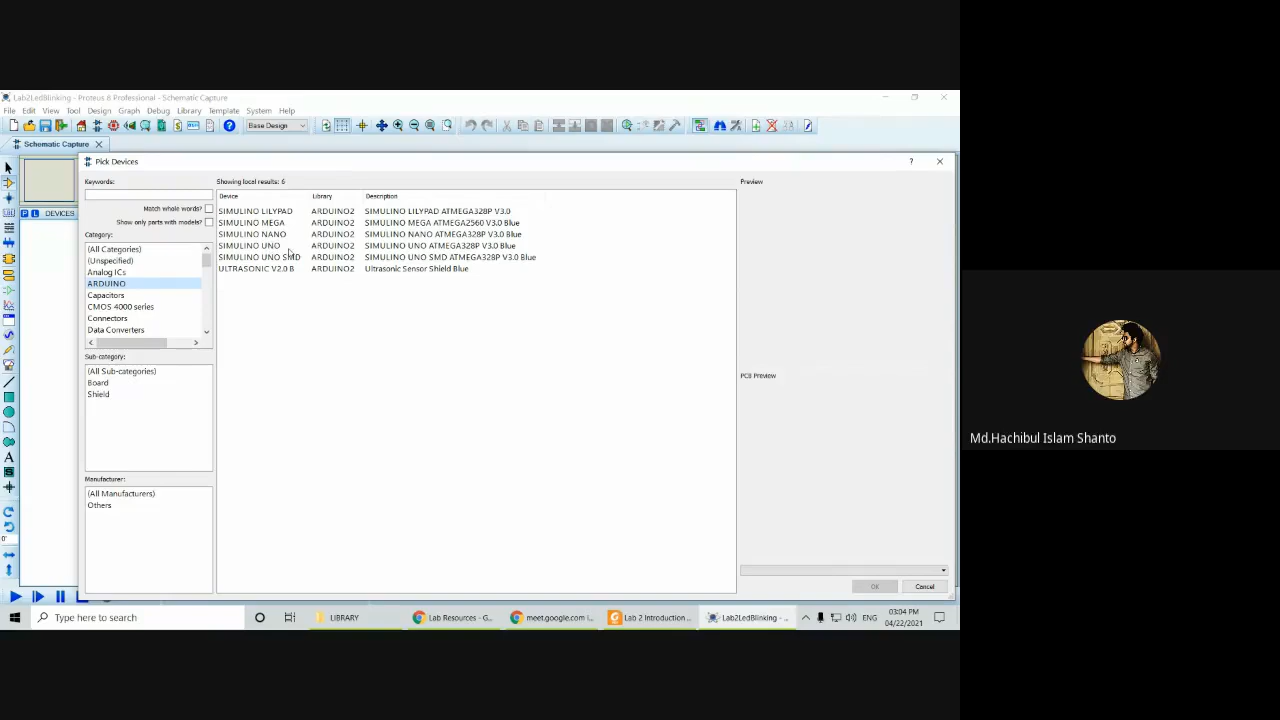 Lab2LedBlinking - Proteus 8 Professional - Schematic Capture
File Edit View Tool Design Graph Debug Library Template System Help
Base Design
Schematic Capture
Pick Devices
Keywords:
Showing local results: 6
Preview
Device Library Description
Match whole words?
Show only parts with models?
P L DEVICES
Category:
(All Categories)
(Unspecified)
Analog ICs
ARDUINO
Capacitors
CMOS 4000 series
Connectors
Data Converters
SIMULINO LILYPAD ARDUINO2 SIMULINO LILYPAD ATMEGA328P V3.0
SIMULINO MEGA ARDUINO2 SIMULINO MEGA ATMEGA2560 V3.0 Blue
SIMULINO NANO ARDUINO2 SIMULINO NANO ATMEGA328P V3.0 Blue
SIMULINO UNO ARDUINO2 SIMULINO UNO ATMEGA328P V3.0 Blue
SIMULINO UNO SMD ARDUINO2 SIMULINO UNO SMD ATMEGA328P V3.0 Blue
ULTRASONIC V2.0 B ARDUINO2 Ultrasonic Sensor Shield Blue
Sub-category:
(All Sub-categories)
Board
Shield
PCB Preview
Manufacturer:
(All Manufacturers)
Others
OK Cancel
Type here to search
LIBRARY
Lab Resources - G...
meet.google.com i...
Lab 2 Introduction...
Lab2LedBlinking - ...
ENG
03:04 PM
04/22/2021
Md.Hachibul Islam Shanto